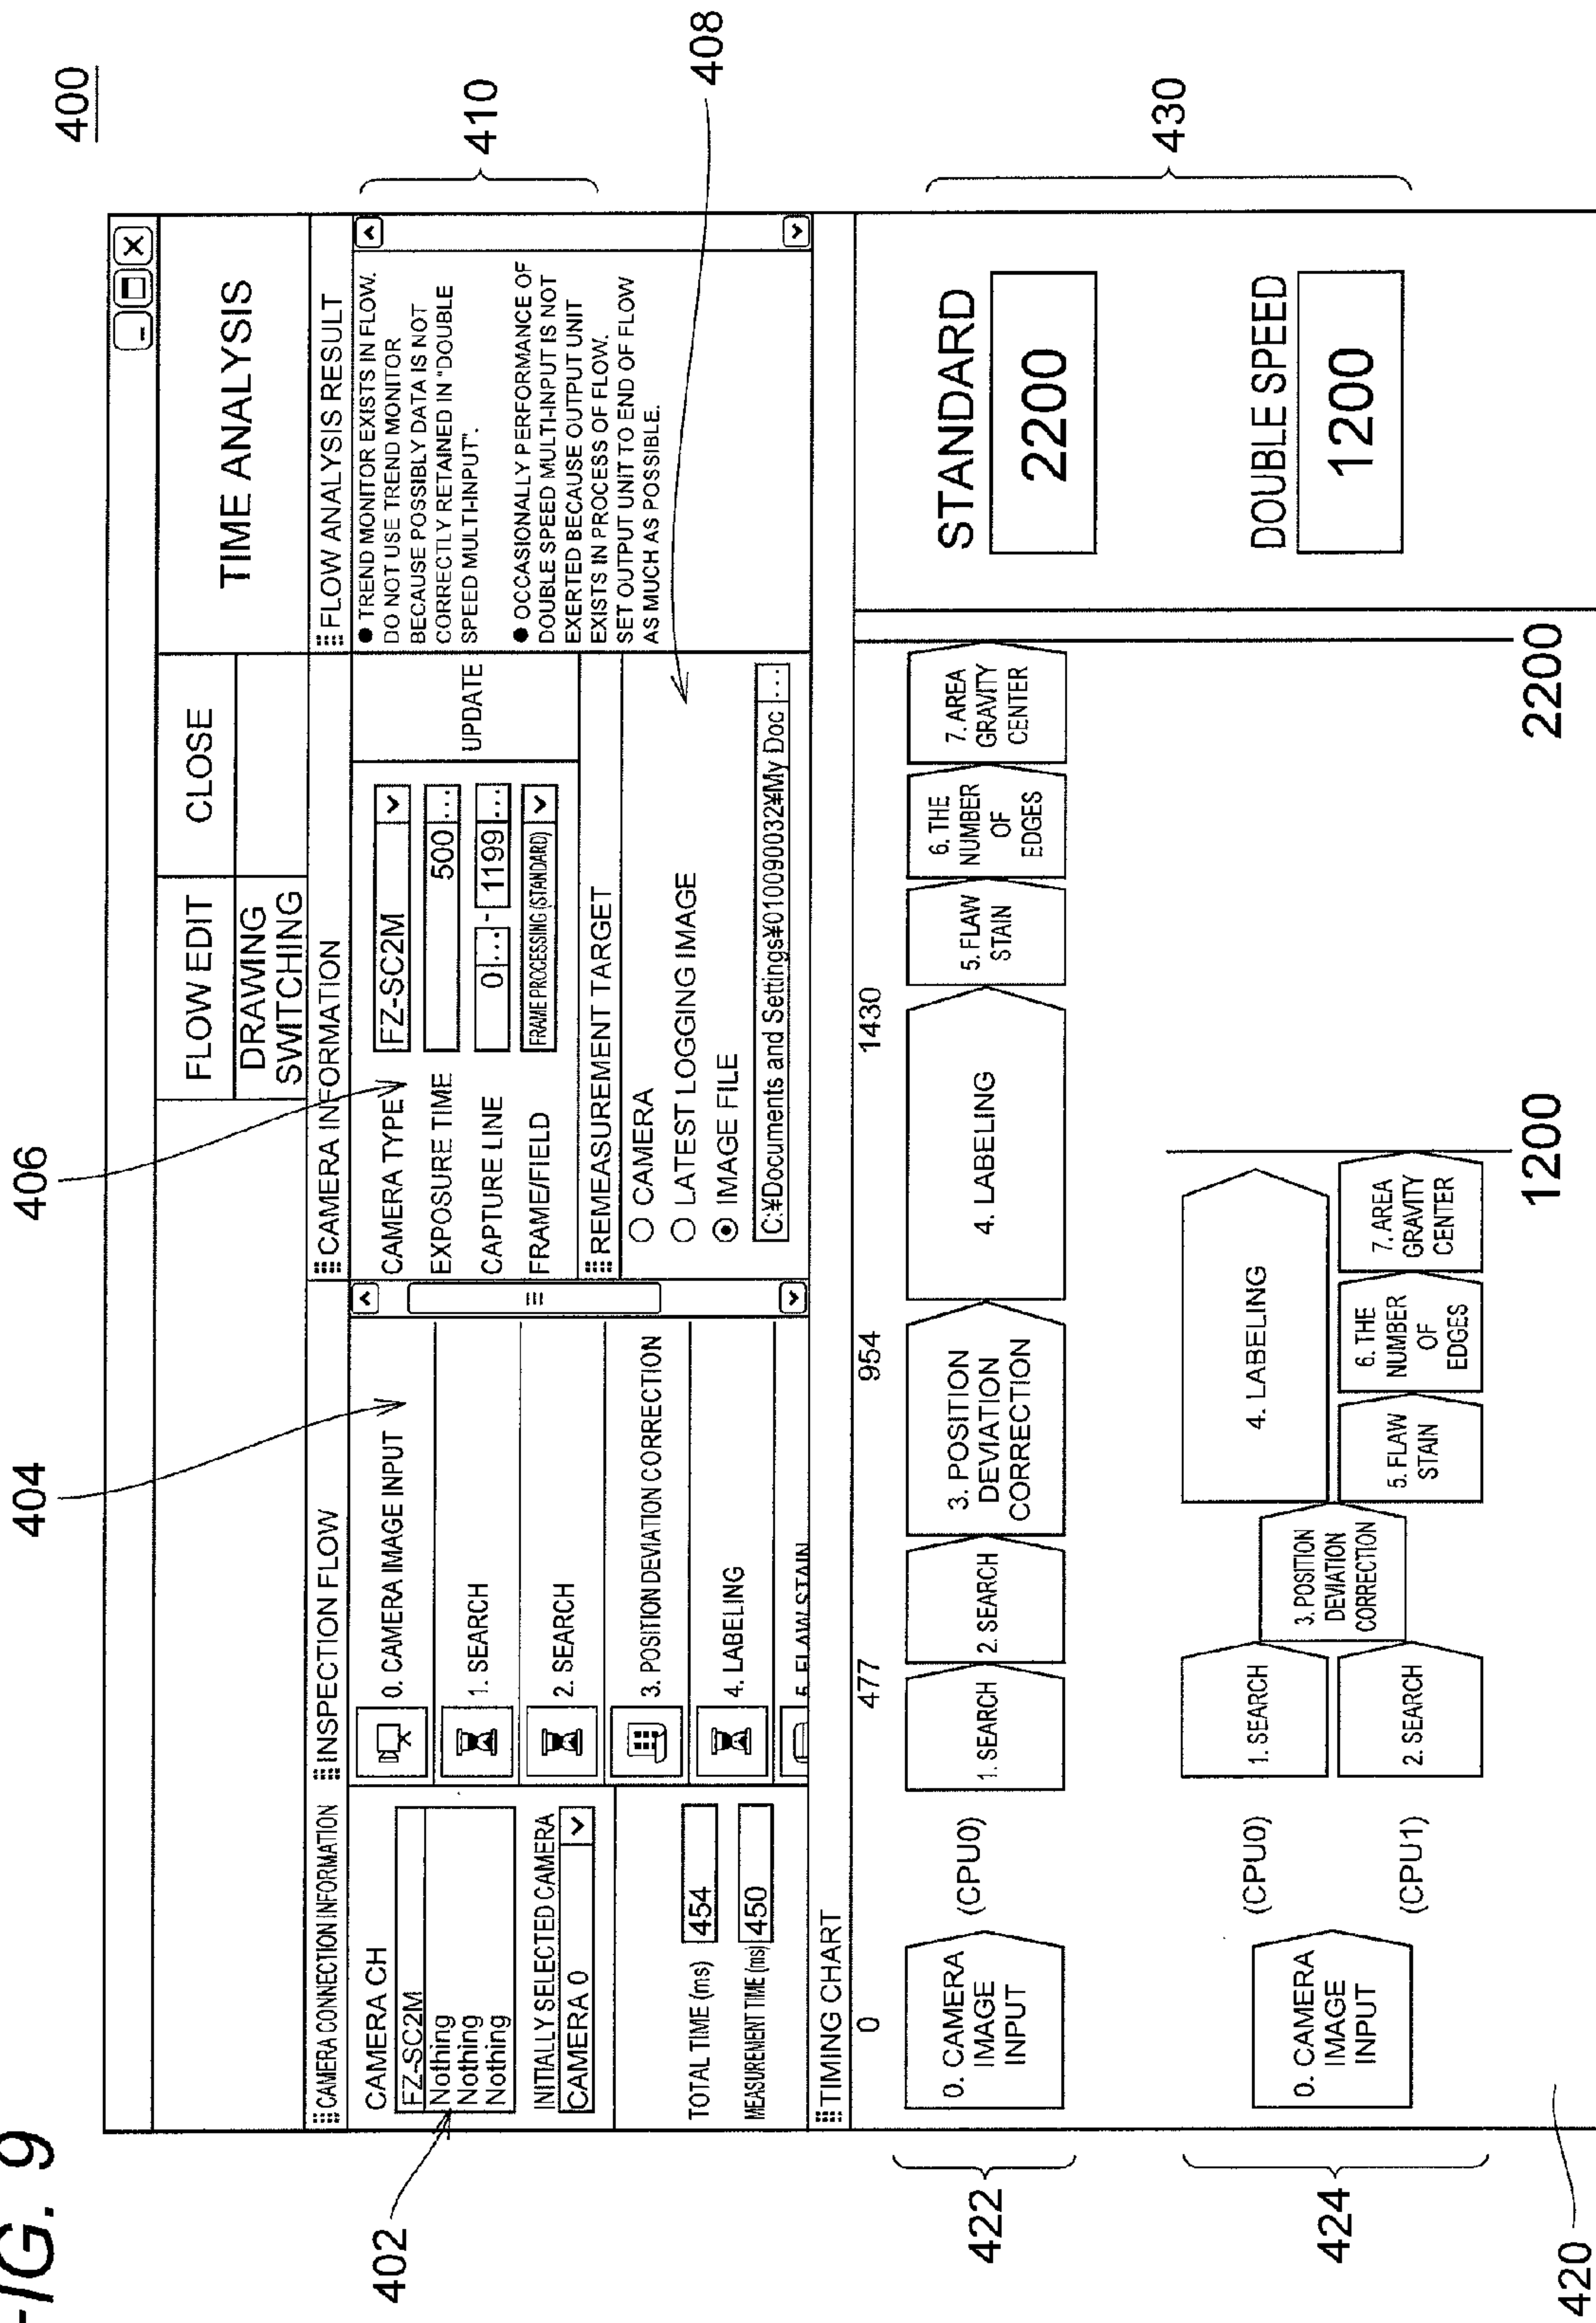 FIG. 9
400
404
406
FLOW EDIT
CLOSE
TIME ANALYSIS
DRAWING
SWITCHING
CAMERA CONNECTION INFORMATION
INSPECTION FLOW
CAMERA INFORMATION
FLOW ANALYSIS RESULT
402
CAMERA CH
FZ-SC2M
Nothing
Nothing
Nothing
INITIALLY SELECTED CAMERA
CAMERA 0
TOTAL TIME (ms) 454
MEASUREMENT TIME (ms) 450
0. CAMERA IMAGE INPUT
1. SEARCH
2. SEARCH
3. POSITION DEVIATION CORRECTION
4. LABELING
5. FLAW STAIN
CAMERA TYPE FZ-SC2M
EXPOSURE TIME 500 ...
CAPTURE LINE 0 ... - 1199 ...
FRAME/FIELD FRAME PROCESSING (STANDARD)
UPDATE
REMEASUREMENT TARGET
CAMERA
LATEST LOGGING IMAGE
IMAGE FILE
C:¥Documents and Settings¥010090032¥My Doc ...
● TREND MONITOR EXISTS IN FLOW.
DO NOT USE TREND MONITOR
BECAUSE POSSIBLY DATA IS NOT
CORRECTLY RETAINED IN "DOUBLE
SPEED MULTI-INPUT".
● OCCASIONALLY PERFORMANCE OF
DOUBLE SPEED MULTI-INPUT IS NOT
EXERTED BECAUSE OUTPUT UNIT
EXISTS IN PROCESS OF FLOW.
SET OUTPUT UNIT TO END OF FLOW
AS MUCH AS POSSIBLE.
410
408
TIMING CHART
0 477 954 1430
422
0. CAMERA
IMAGE
INPUT
(CPU0)
1. SEARCH
2. SEARCH
3. POSITION
DEVIATION
CORRECTION
4. LABELING
5. FLAW
STAIN
6. THE
NUMBER
OF
EDGES
7. AREA
GRAVITY
CENTER
STANDARD
2200
430
424
0. CAMERA
IMAGE
INPUT
(CPU0)
(CPU1)
1. SEARCH
2. SEARCH
3. POSITION
DEVIATION
CORRECTION
4. LABELING
5. FLAW
STAIN
6. THE
NUMBER
OF
EDGES
7. AREA
GRAVITY
CENTER
DOUBLE SPEED
1200
1200
2200
420